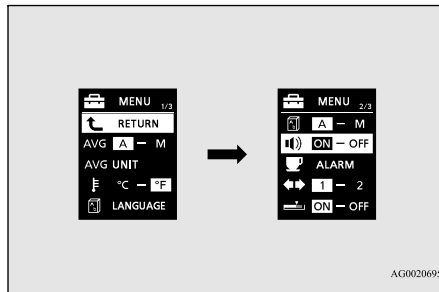 MENU 1/3
RETURN
AVG A – M
AVG UNIT
°C – °F
LANGUAGE
MENU 2/3
A – M
ON – OFF
ALARM
1 – 2
ON – OFF
AG0020695